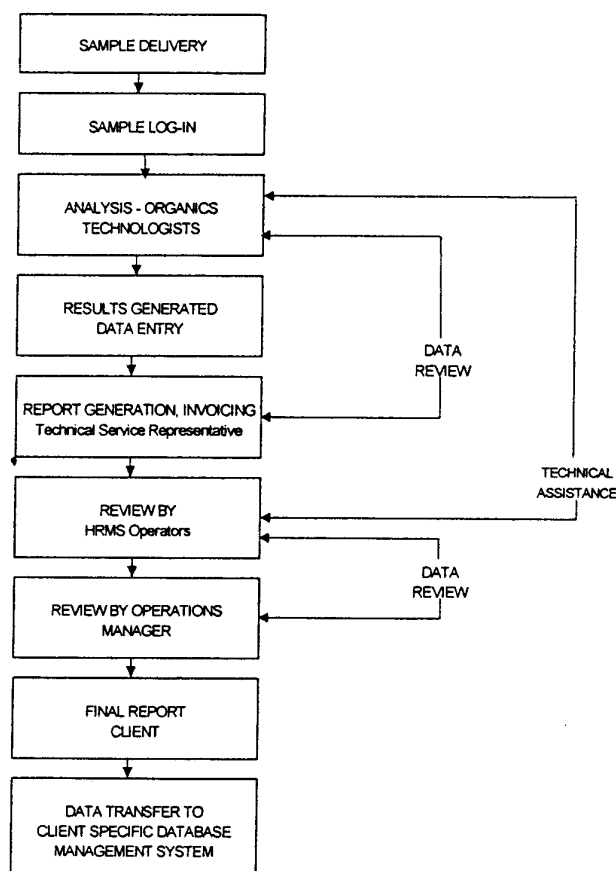 SAMPLE DELIVERY
SAMPLE LOG-IN
ANALYSIS - ORGANICS
TECHNOLOGISTS
RESULTS GENERATED
DATA ENTRY
DATA
REVIEW
REPORT GENERATION, INVOICING
Technical Service Representative
TECHNICAL
ASSISTANCE
REVIEW BY
HRMS Operators
DATA
REVIEW
REVIEW BY OPERATIONS
MANAGER
FINAL REPORT
CLIENT
DATA TRANSFER TO
CLIENT SPECIFIC DATABASE
MANAGEMENT SYSTEM